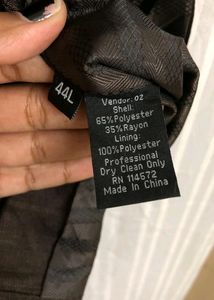 44L
Vendor: 02
Shell:
65%Polyester
35%Rayon
Lining:
100%Polyester
Professional
Dry Clean Only
RN 114572
Made In China